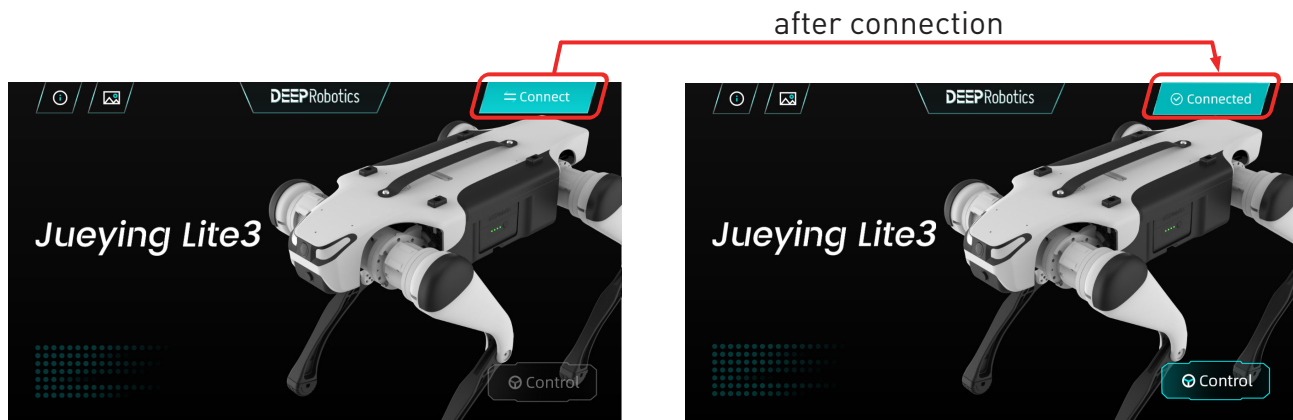 after connection
DEEPRobotics
Connect
Jueying Lite3
Control
DEEPRobotics
Connected
Jueying Lite3
Control